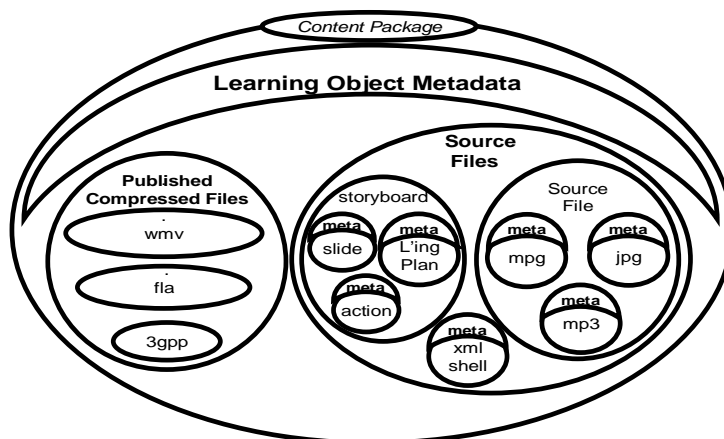 Content Package
Learning Object Metadata
Published
Compressed Files
.
wmv
.
fla
3gpp
Source
Files
storyboard
meta
slide
meta
L'ing
Plan
meta
action
meta
xml
shell
Source
File
meta
mpg
meta
jpg
meta
mp3